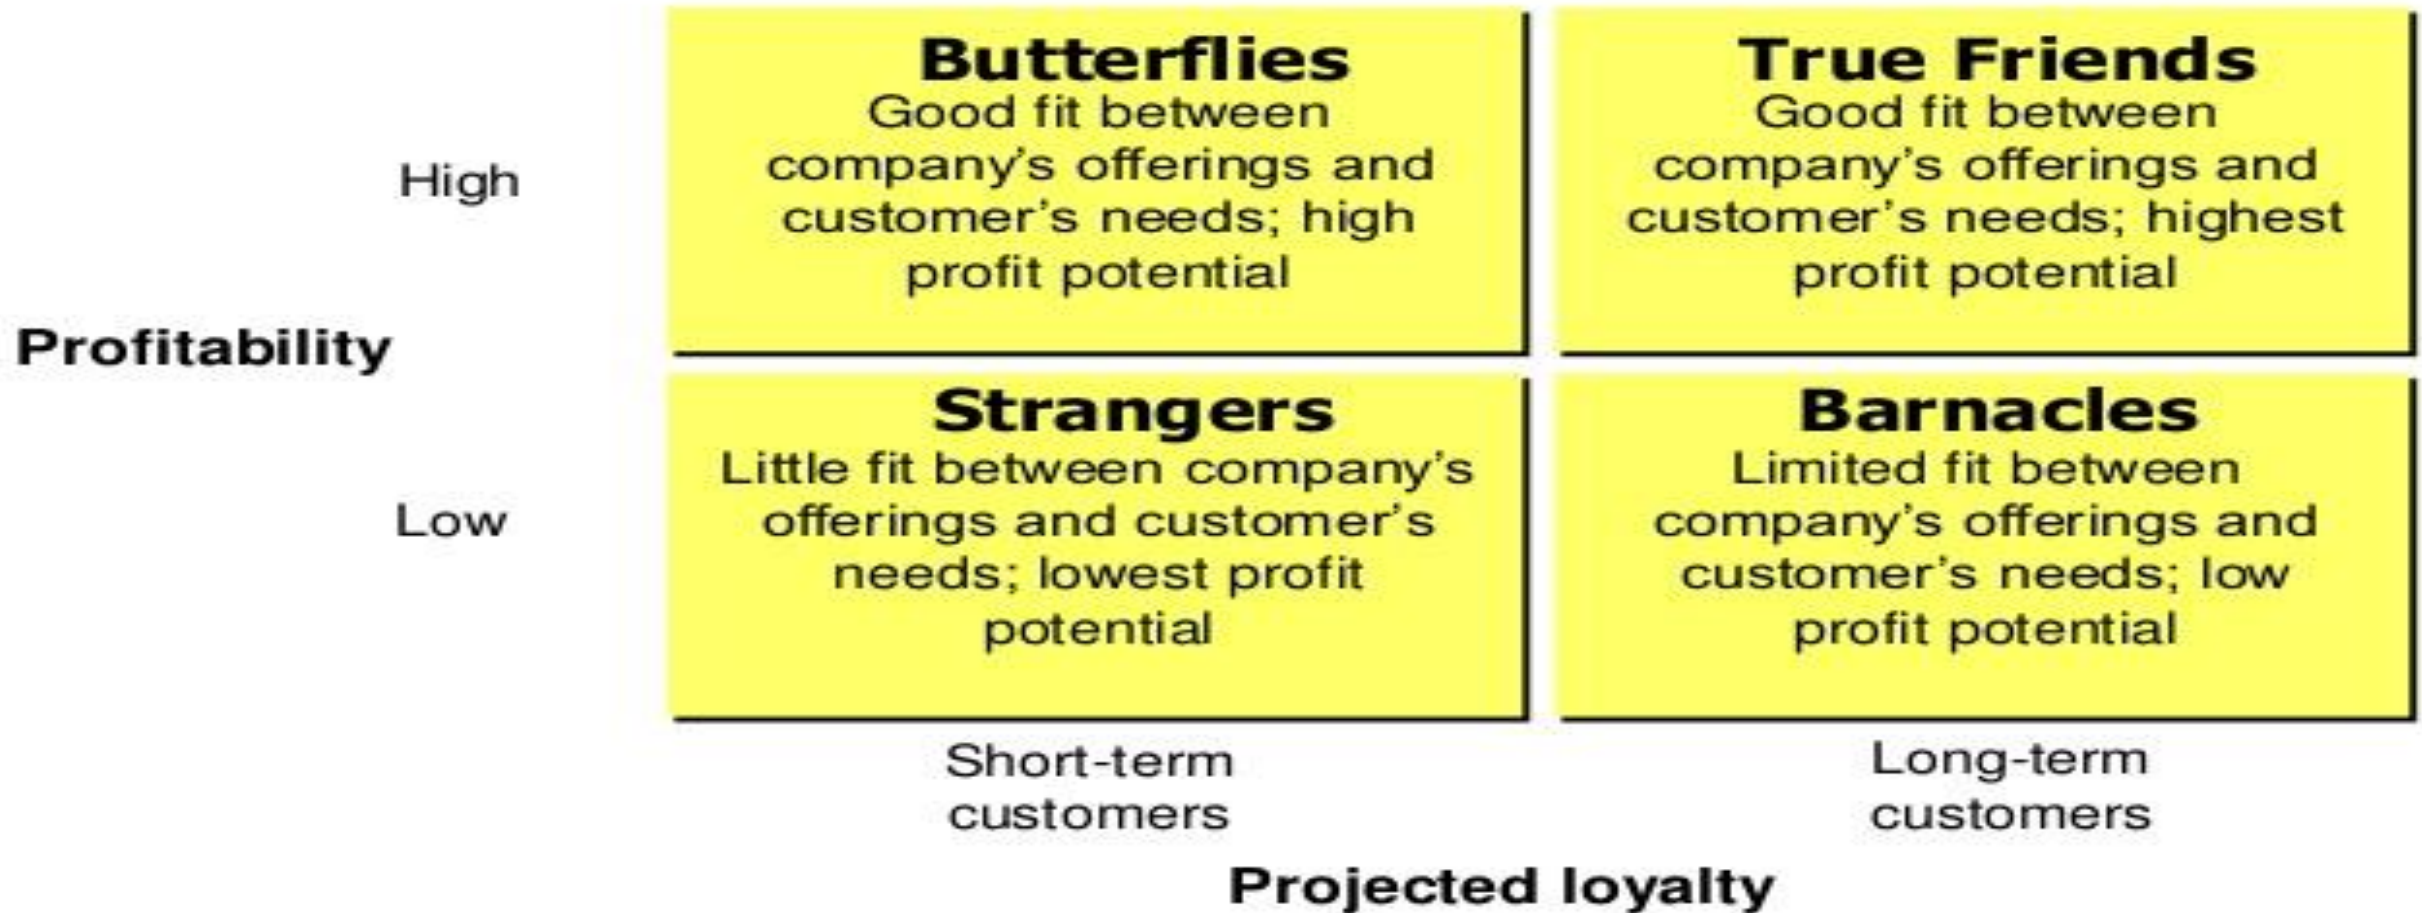 Butterflies
Good fit between
company's offerings and
customer's needs; high
profit potential
True Friends
Good fit between
company's offerings and
customer's needs; highest
profit potential
High
Profitability
Strangers
Little fit between company's
offerings and customer's
needs; lowest profit
potential
Barnacles
Limited fit between
company's offerings and
customer's needs; low
profit potential
Low
Short-term
customers
Long-term
customers
Projected loyalty